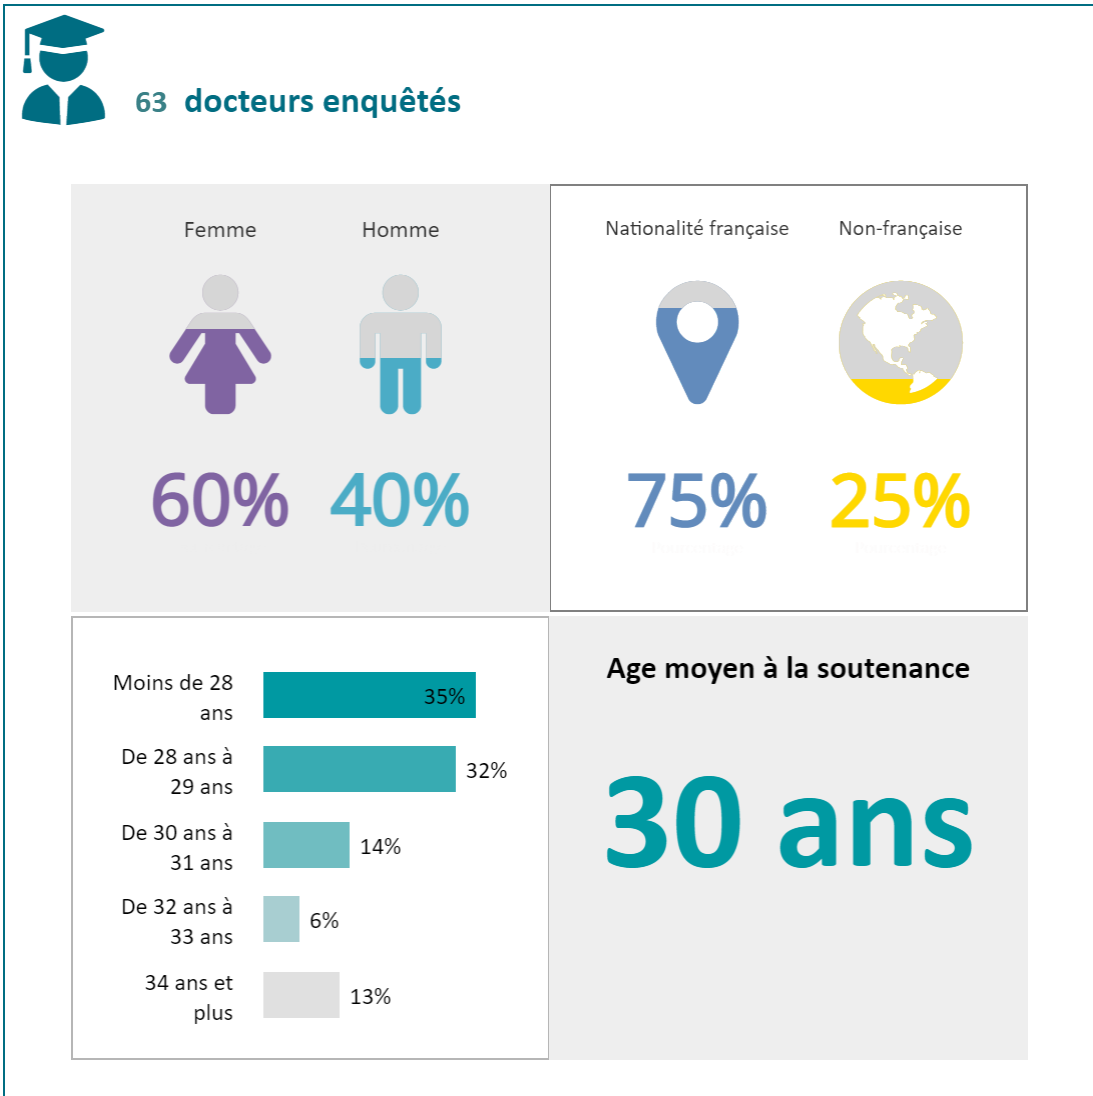 63 docteurs enquêtés
Femme
Homme
60%
40%
Nationalité française
Non-française
75%
25%
Moins de 28
ans
35%
De 28 ans à
29 ans
32%
De 30 ans à
31 ans
14%
De 32 ans à
33 ans
6%
34 ans et
plus
13%
Age moyen à la soutenance
30 ans